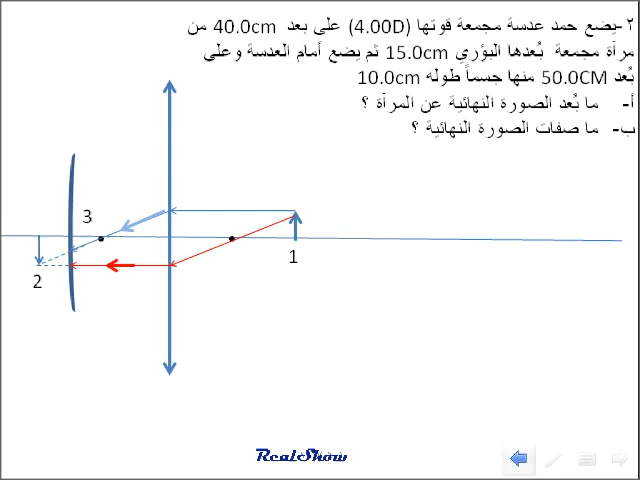 ٢-يضع حمد عدسة مجمعة قوتها (4.00D) على بعد 40.0cm من
مرآة مجمعة بُعدها البؤري 15.0cm ثم يضع أمام العدسة وعلى
بُعد 50.0CM منها جسماً طوله 10.0cm
أ- ما بُعد الصورة النهائية عن المرآة ؟
ب- ما صفات الصورة النهائية ؟
3
1
2
RealShow